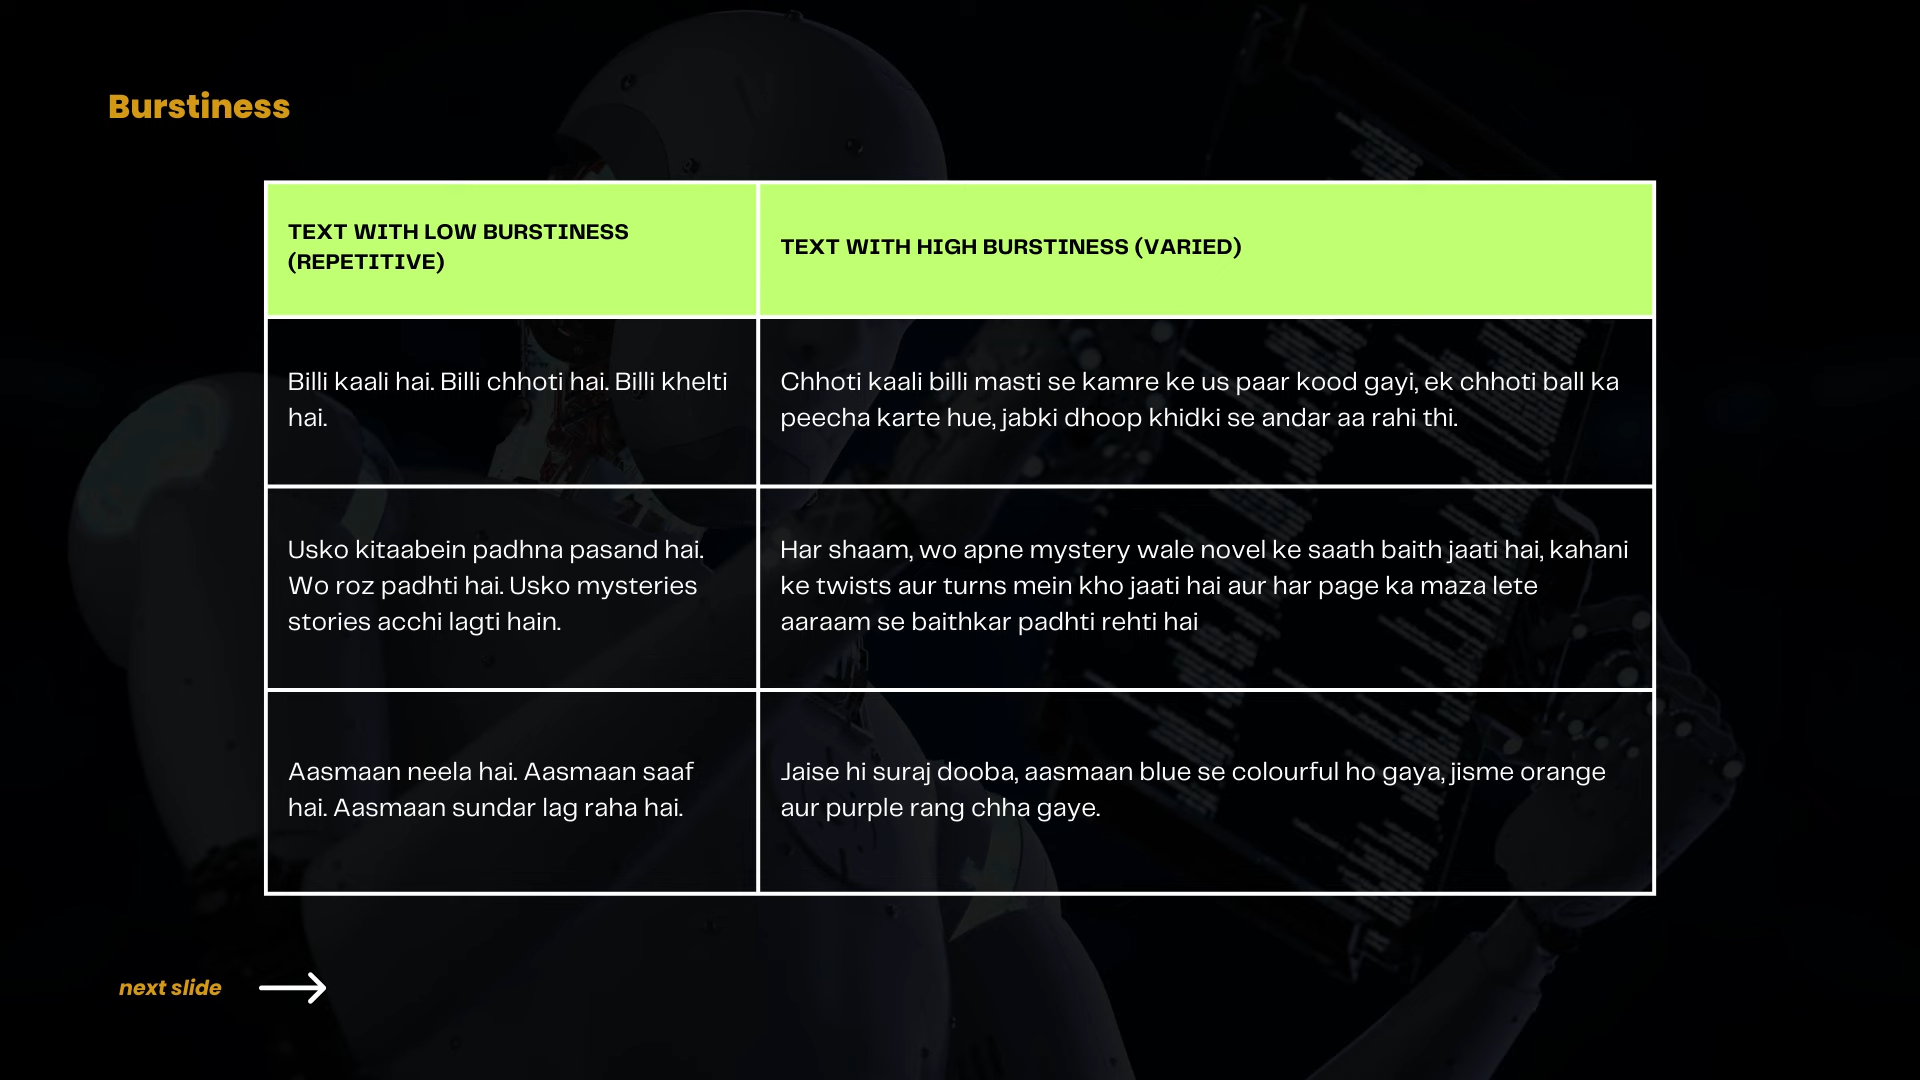 Burstiness
TEXT WITH LOW BURSTINESS
(REPETITIVE)
TEXT WITH HIGH BURSTINESS (VARIED)
Billi kaali hai. Billi chhoti hai. Billi khelti
hai.
Chhoti kaali billi masti se kamre ke us paar kood gayi, ek chhoti ball ka
peecha karte hue, jabki dhoop khidki se andar aa rahi thi.
Usko kitaabein padhna pasand hai.
Wo roz padhti hai. Usko mysteries
stories acchi lagti hain.
Har shaam, wo apne mystery wale novel ke saath baith jaati hai, kahani
ke twists aur turns mein kho jaati hai aur har page ka maza lete
aaraam se baithkar padhti rehti hai
Aasmaan neela hai. Aasmaan saaf
hai. Aasmaan sundar lag raha hai.
Jaise hi suraj dooba, aasmaan blue se colourful ho gaya, jisme orange
aur purple rang chha gaye.
next slide